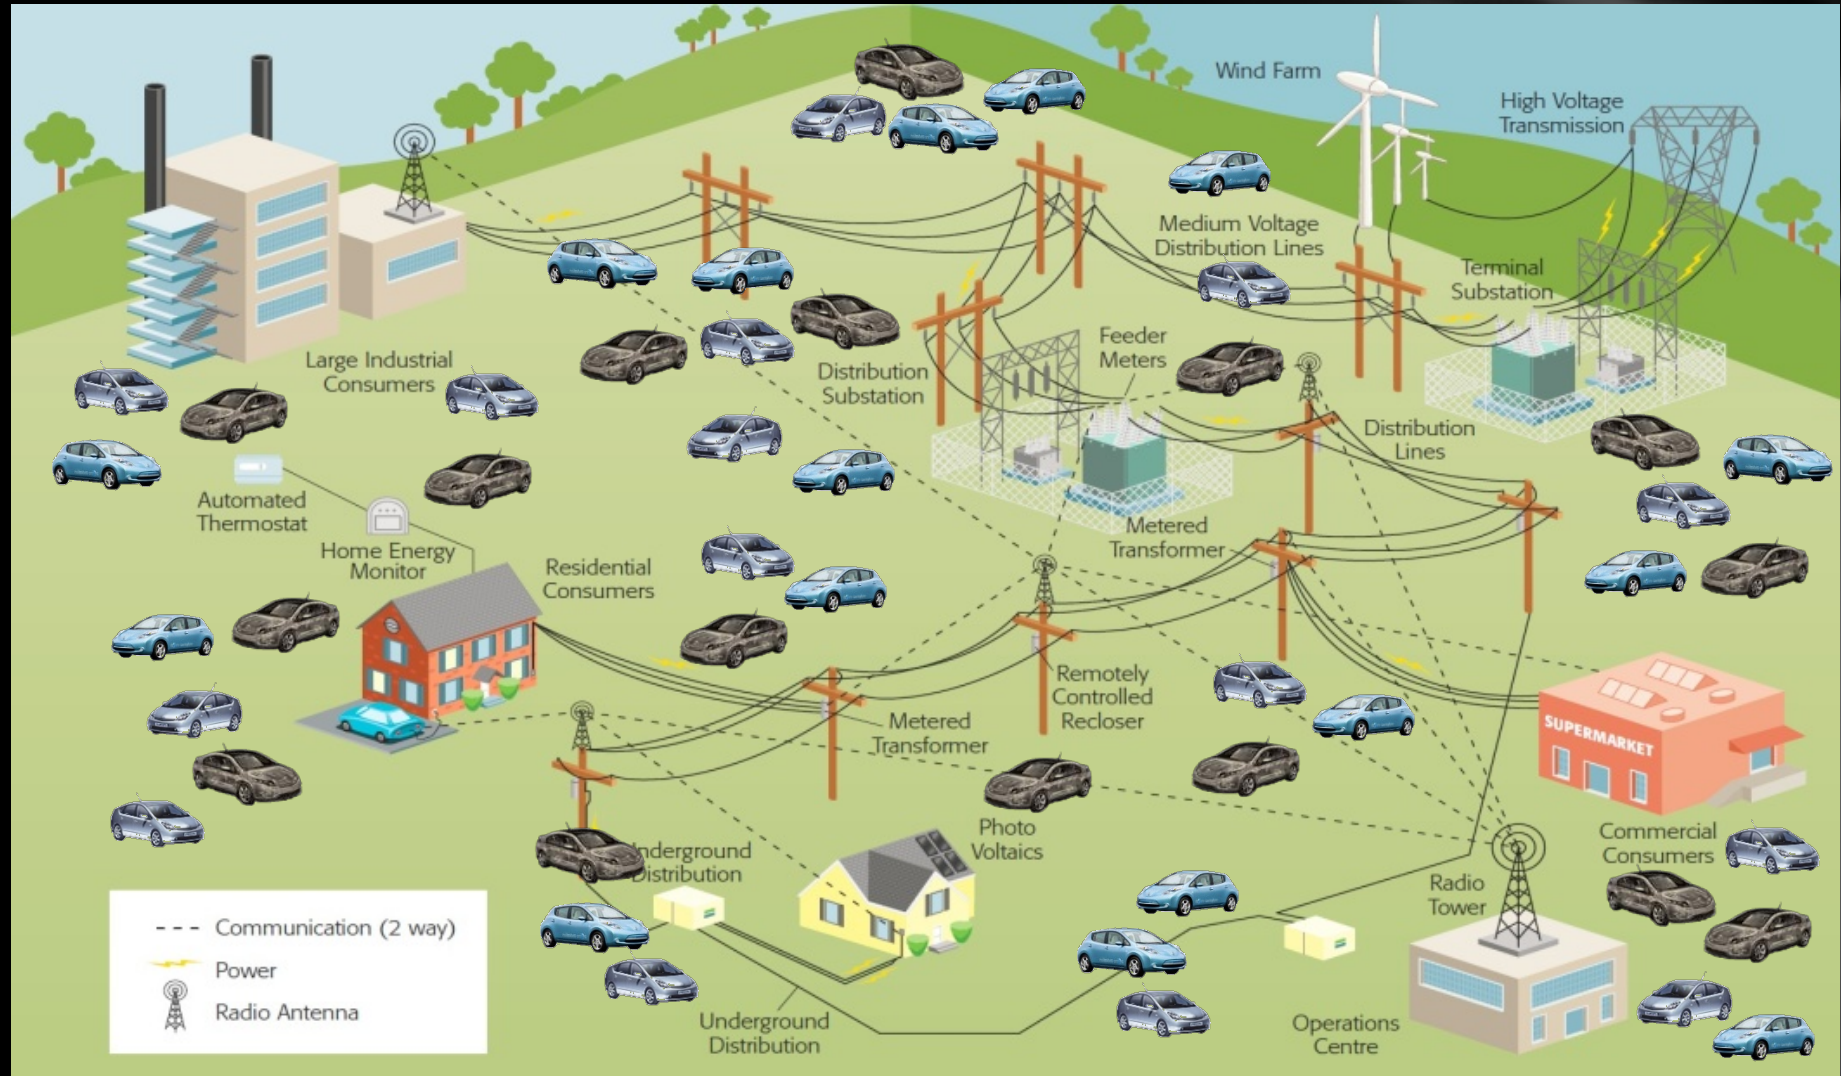 Wind Farm
High Voltage
Transmission
Medium Voltage
Distribution Lines
Terminal
Substation
Large Industrial
Consumers
Distribution
Substation
Feeder
Meters
Distribution
Lines
Automated
Thermostat
Home Energy
Monitor
Metered
Transformer
Residential
Consumers
Remotely
Controlled
Recloser
Metered
Transformer
SUPERMARKET
Photo
Voltaics
Commercial
Consumers
nderground
Distribution
Radio
Tower
Communication (2 way)
Power
Radio Antenna
Underground
Distribution
Operations
Centre